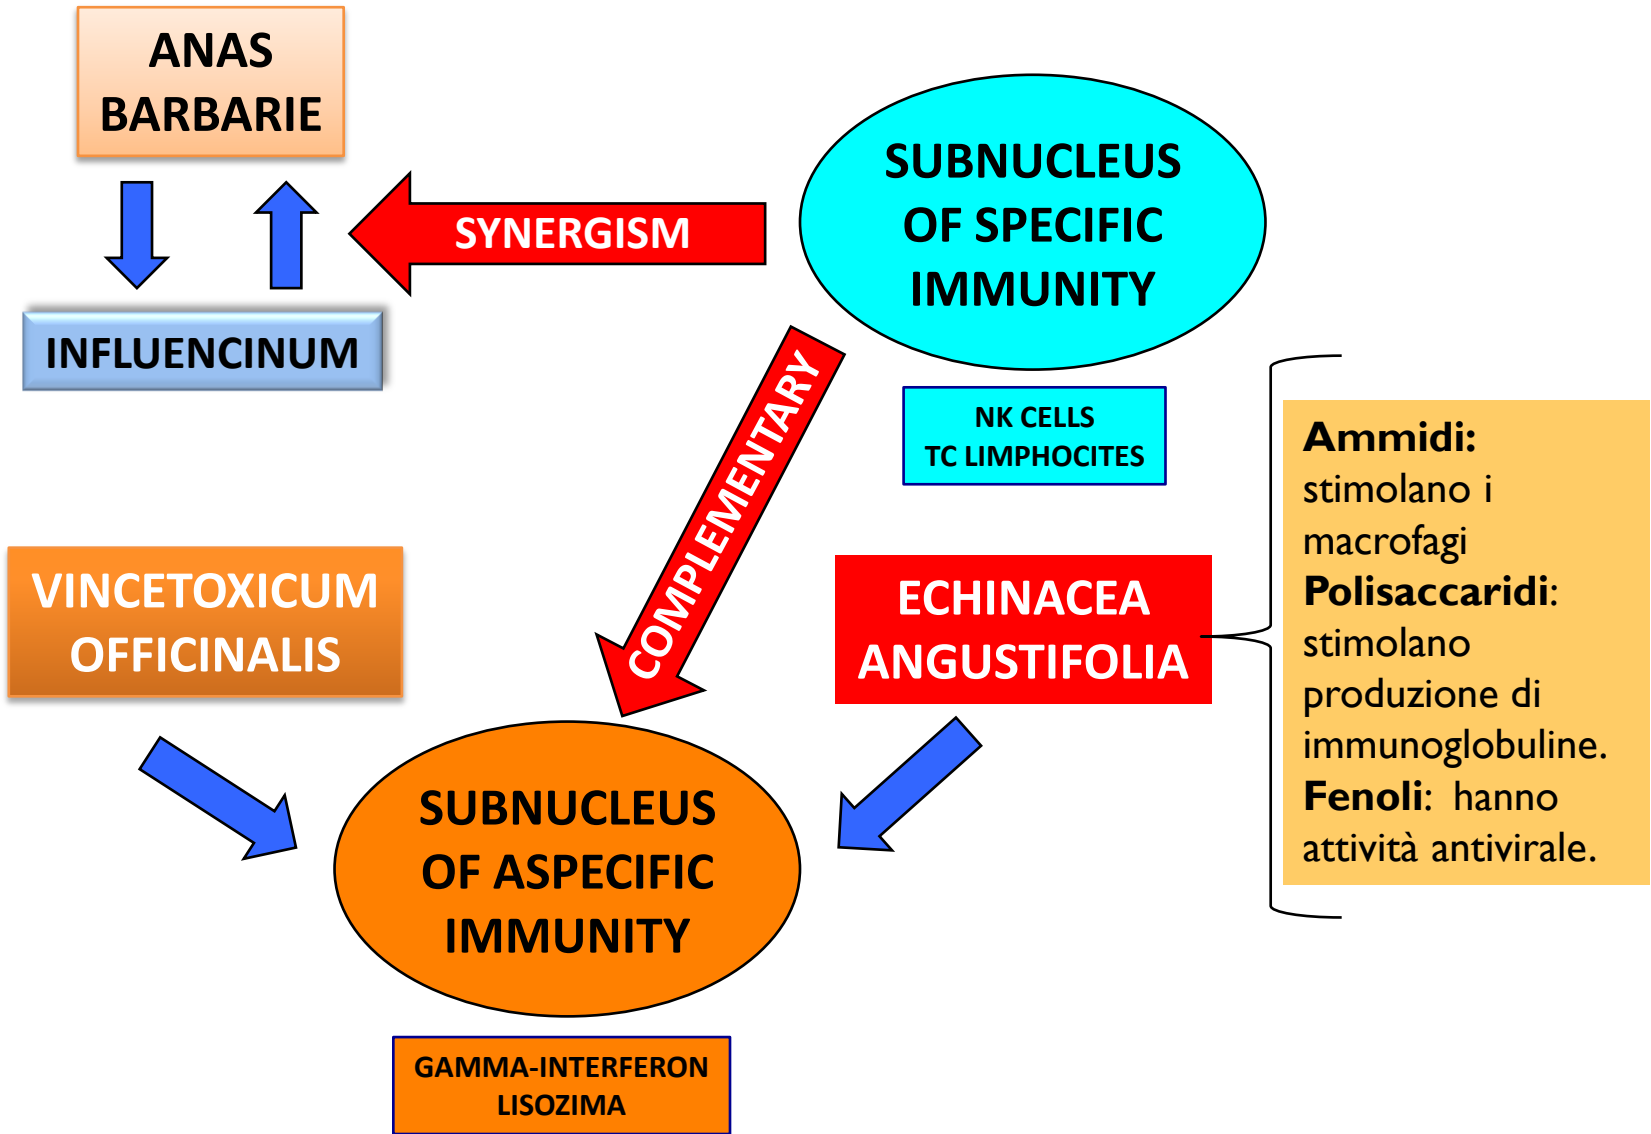 ANAS
BARBARIE
SYNERGISM
INFLUENCINUM
SUBNUCLEUS
OF SPECIFIC
IMMUNITY
NK CELLS
TC LIMPHOCITES
COMPLEMENTARY
VINCETOXICUM
OFFICINALIS
ECHINACEA
ANGUSTIFOLIA
Ammidi:
stimolano i
macrofagi
Polisaccaridi:
stimolano
produzione di
immunoglobuline.
Fenoli: hanno
attività antivirale.
SUBNUCLEUS
OF ASPECIFIC
IMMUNITY
GAMMA-INTERFERON
LISOZIMA